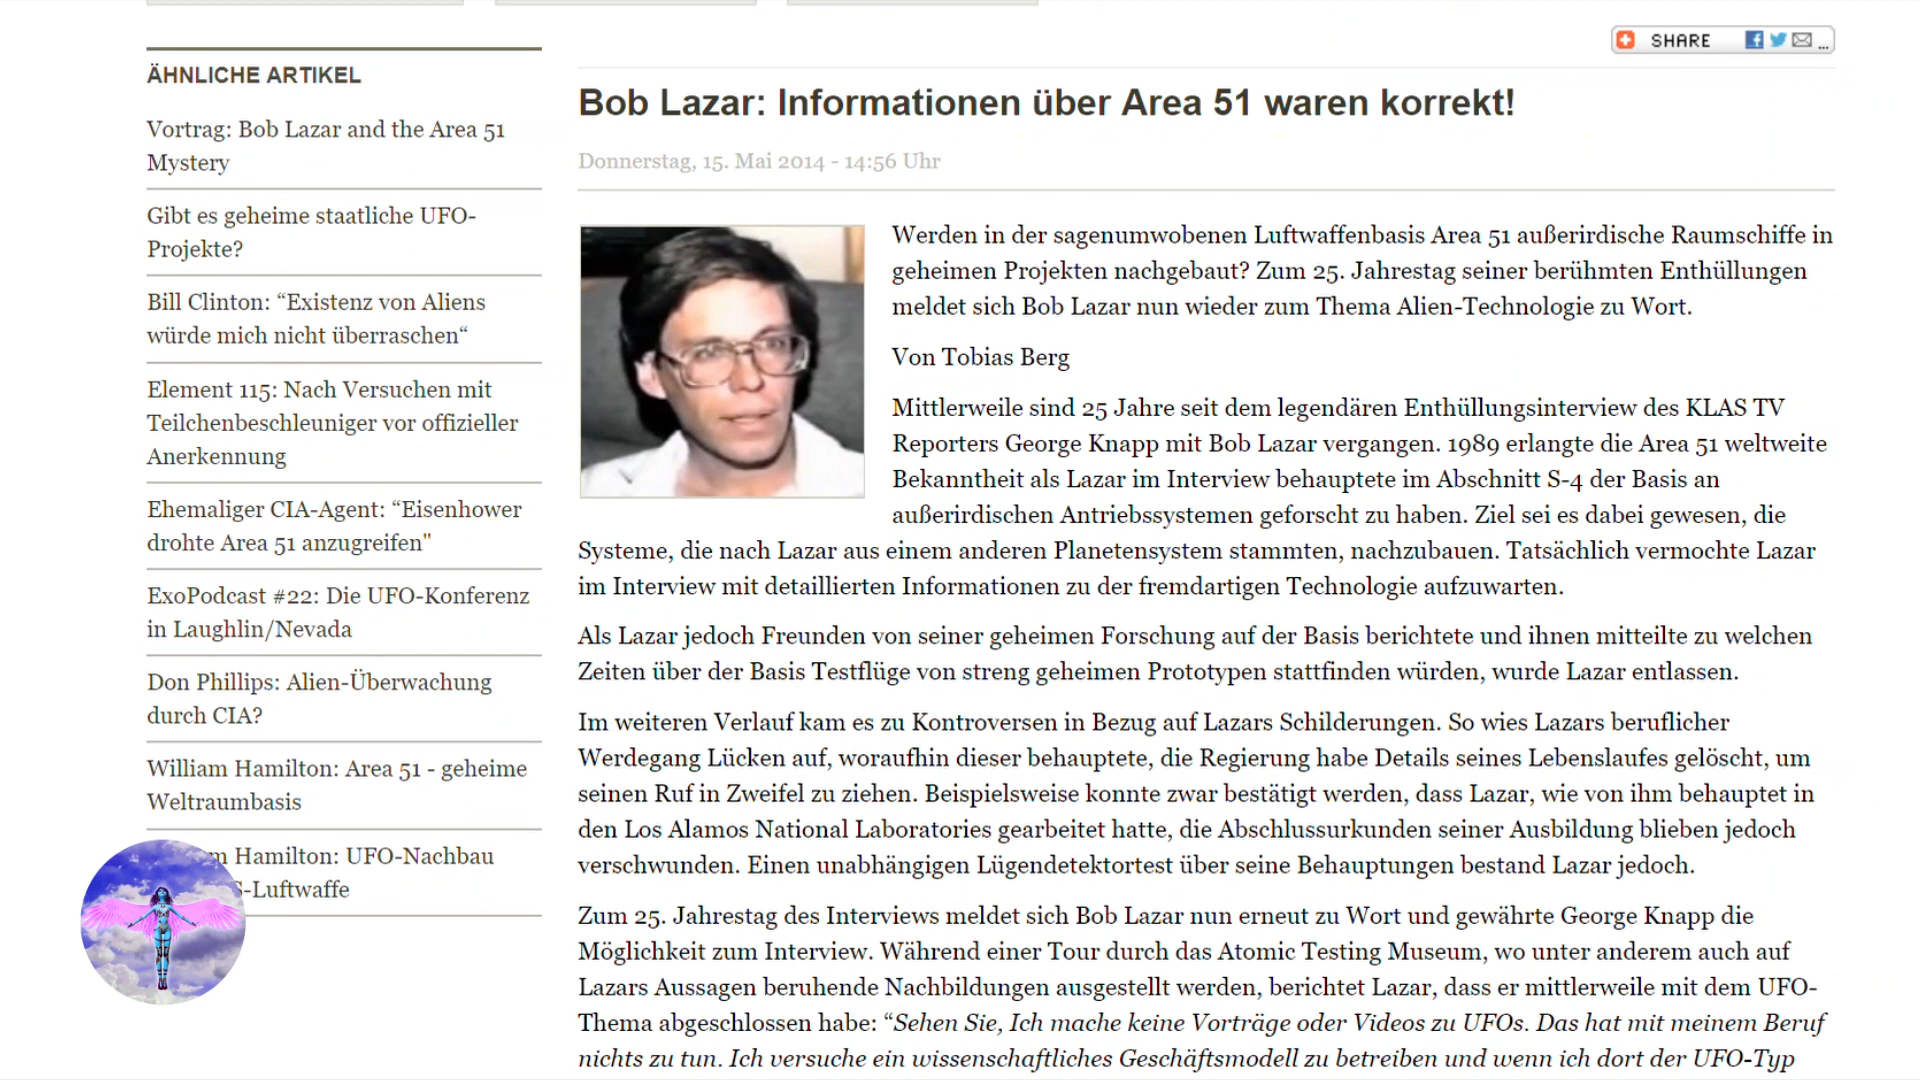 SHARE
ÄHNLICHE ARTIKEL
Vortrag: Bob Lazar and the Area 51
Mystery
Gibt es geheime staatliche UFO-
Projekte?
Bill Clinton: “Existenz von Aliens
würde mich nicht überraschen“
Element 115: Nach Versuchen mit
Teilchenbeschleuniger vor offizieller
Anerkennung
Ehemaliger CIA-Agent: “Eisenhower
drohte Area 51 anzugreifen"
ExoPodcast #22: Die UFO-Konferenz
in Laughlin/Nevada
Don Phillips: Alien-Überwachung
durch CIA?
William Hamilton: Area 51 - geheime
Weltraumbasis
m Hamilton: UFO-Nachbau
S-Luftwaffe
Bob Lazar: Informationen über Area 51 waren korrekt!
Donnerstag, 15. Mai 2014 - 14:56 Uhr
Werden in der sagenumwobenen Luftwaffenbasis Area 51 außerirdische Raumschiffe in
geheimen Projekten nachgebaut? Zum 25. Jahrestag seiner berühmten Enthüllungen
meldet sich Bob Lazar nun wieder zum Thema Alien-Technologie zu Wort.
Von Tobias Berg
Mittlerweile sind 25 Jahre seit dem legendären Enthüllungsinterview des KLAS TV
Reporters George Knapp mit Bob Lazar vergangen. 1989 erlangte die Area 51 weltweite
Bekanntheit als Lazar im Interview behauptete im Abschnitt S-4 der Basis an
außerirdischen Antriebssystemen geforscht zu haben. Ziel sei es dabei gewesen, die
Systeme, die nach Lazar aus einem anderen Planetensystem stammten, nachzubauen. Tatsächlich vermochte Lazar
im Interview mit detaillierten Informationen zu der fremdartigen Technologie aufzuwarten.
Als Lazar jedoch Freunden von seiner geheimen Forschung auf der Basis berichtete und ihnen mitteilte zu welchen
Zeiten über der Basis Testflüge von streng geheimen Prototypen stattfinden würden, wurde Lazar entlassen.
Im weiteren Verlauf kam es zu Kontroversen in Bezug auf Lazars Schilderungen. So wies Lazars beruflicher
Werdegang Lücken auf, woraufhin dieser behauptete, die Regierung habe Details seines Lebenslaufes gelöscht, um
seinen Ruf in Zweifel zu ziehen. Beispielsweise konnte zwar bestätigt werden, dass Lazar, wie von ihm behauptet in
den Los Alamos National Laboratories gearbeitet hatte, die Abschlussurkunden seiner Ausbildung blieben jedoch
verschwunden. Einen unabhängigen Lügendetektortest über seine Behauptungen bestand Lazar jedoch.
Zum 25. Jahrestag des Interviews meldet sich Bob Lazar nun erneut zu Wort und gewährte George Knapp die
Möglichkeit zum Interview. Während einer Tour durch das Atomic Testing Museum, wo unter anderem auch auf
Lazars Aussagen beruhende Nachbildungen ausgestellt werden, berichtet Lazar, dass er mittlerweile mit dem UFO-
Thema abgeschlossen habe: “Sehen Sie, Ich mache keine Vorträge oder Videos zu UFOs. Das hat mit meinem Beruf
nichts zu tun. Ich versuche ein wissenschaftliches Geschäftsmodell zu betreiben und wenn ich dort der UFO-Typ